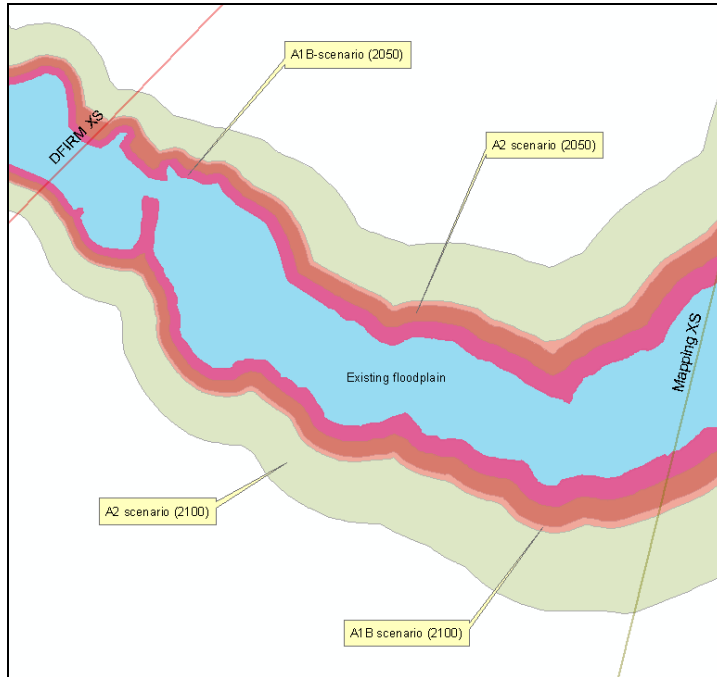 A1B-scenario (2050)
DFIRM XS
A2 scenario (2050)
Mapping XS
Existing floodplain
A2 scenario (2100)
A1B scenario (2100)